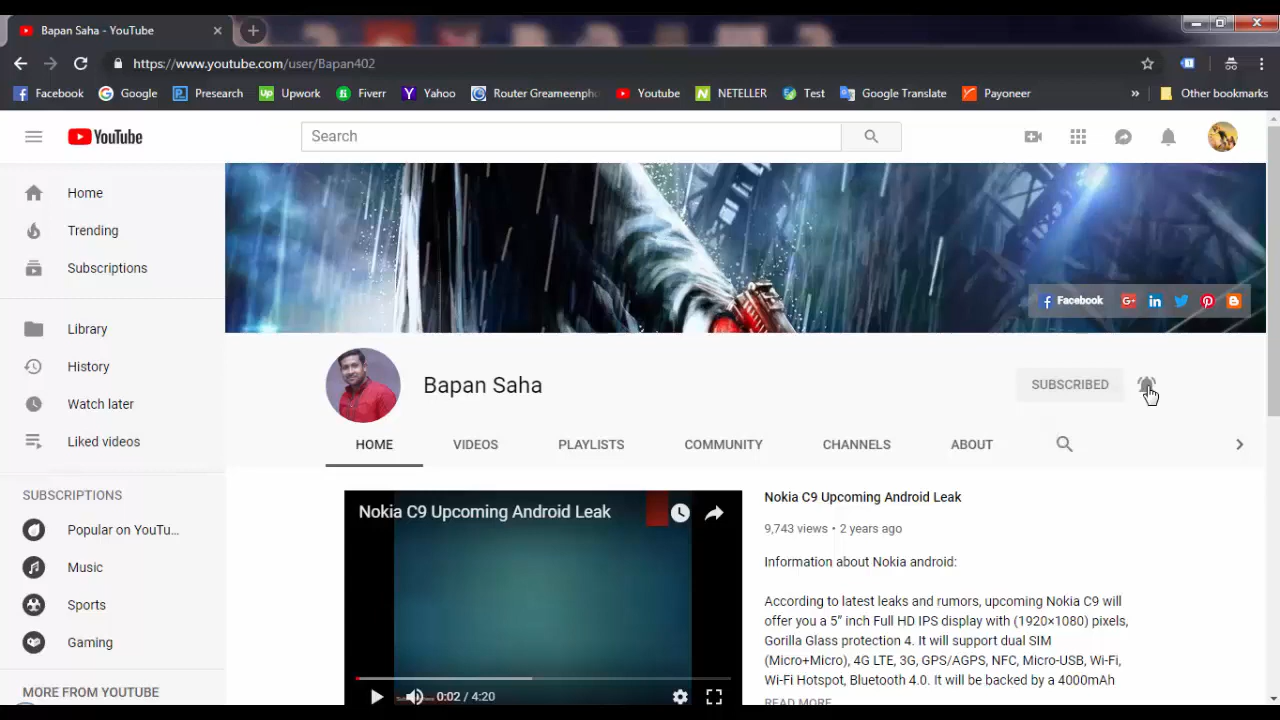 Bapan Saha - YouTube
https://www.youtube.com/user/Bapan402
Facebook Google Presearch Up Upwork fi Fiverr Y Yahoo Router Greameenph Youtube N NETELLER Test Google Translate Payoneer » Other bookmarks
YouTube
Search
Home
Trending
Subscriptions
Library
History
Watch later
Liked videos
SUBSCRIPTIONS
Popular on YouTu...
Music
Sports
Gaming
MORE FROM YOUTUBE
Facebook G+ in
Bapan Saha
SUBSCRIBED
HOME VIDEOS PLAYLISTS COMMUNITY CHANNELS ABOUT
Nokia C9 Upcoming Android Leak
0:02 / 4:20
Nokia C9 Upcoming Android Leak
9,743 views • 2 years ago
Information about Nokia android:
According to latest leaks and rumors, upcoming Nokia C9 will
offer you a 5” inch Full HD IPS display with (1920×1080) pixels,
Gorilla Glass protection 4. It will support dual SIM
(Micro+Micro), 4G LTE, 3G, GPS/AGPS, NFC, Micro-USB, Wi-Fi,
Wi-Fi Hotspot, Bluetooth 4.0. It will be backed by a 4000mAh
READ MORE